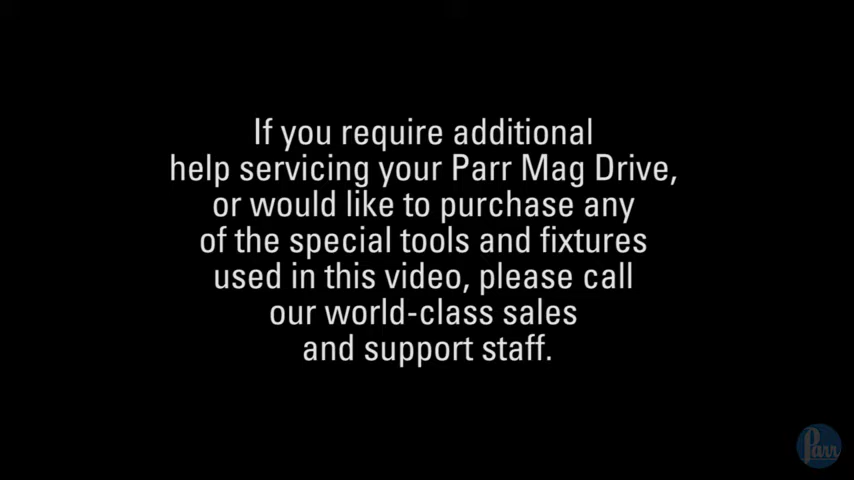 If you require additional
help servicing your Parr Mag Drive,
or would like to purchase any
of the special tools and fixtures
used in this video, please call
our world-class sales
and support staff.
Parr